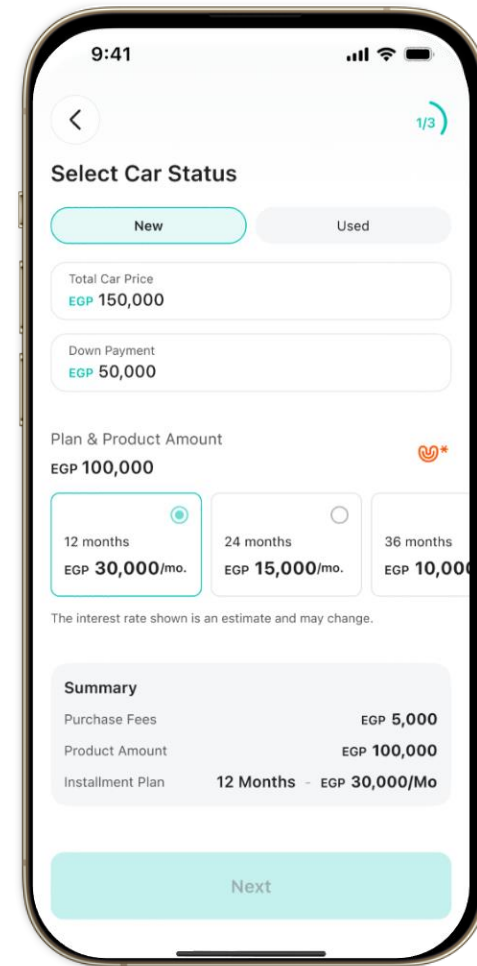 9:41
1/3
Select Car Status
New Used
Total Car Price
EGP 150,000
Down Payment
EGP 50,000
Plan & Product Amount
EGP 100,000
12 months 24 months 36 months
EGP 30,000/mo. EGP 15,000/mo. EGP 10,00
The interest rate shown is an estimate and may change.
Summary
Purchase Fees EGP 5,000
Product Amount EGP 100,000
Installment Plan 12 Months - EGP 30,000/Mo
Next